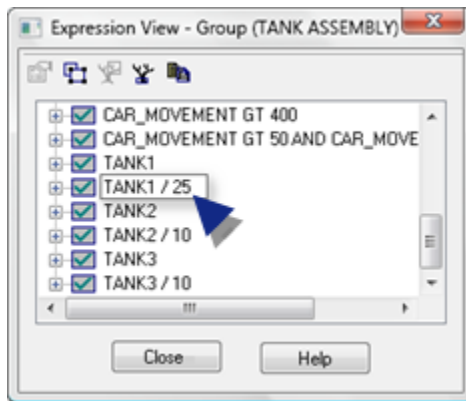 Expression View - Group (TANK ASSEMBLY)
CAR_MOVEMENT GT 400
CAR_MOVEMENT GT 50 AND CAR_MOVE
TANK1
TANK1 / 25
TANK2
TANK2 / 10
TANK3
TANK3 / 10
Close
Help